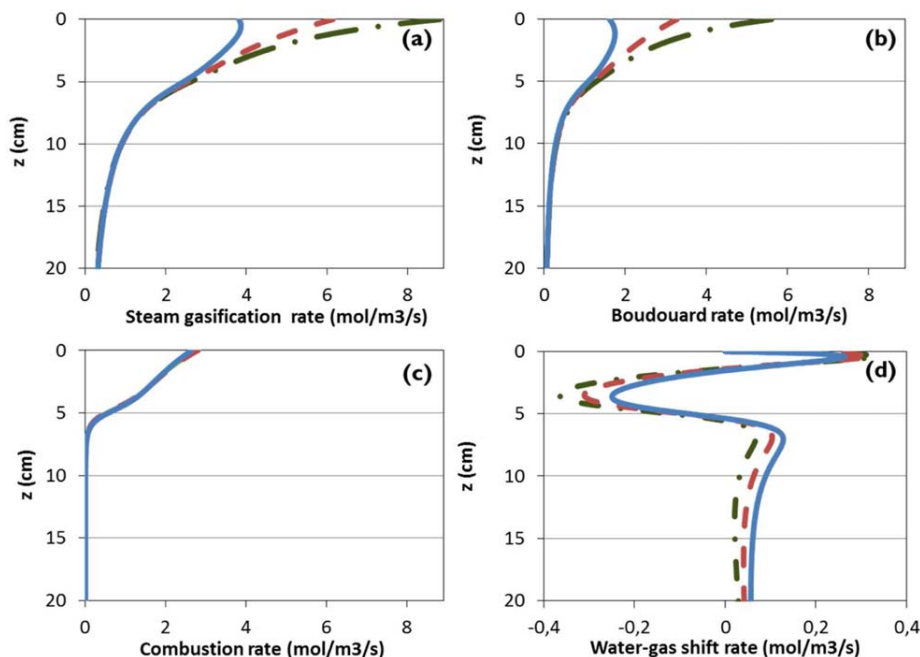 0
5
10
15
20
z (cm)
(a)
0 2 4 6 8
Steam gasification rate (mol/m3/s)
0
5
10
15
20
z (cm)
(b)
0 2 4 6 8
Boudouard rate (mol/m3/s)
0
5
10
15
20
z (cm)
(c)
0 2 4 6 8
Combustion rate (mol/m3/s)
0
5
10
15
20
z (cm)
(d)
-0,4 -0,2 0 0,2 0,4
Water-gas shift rate (mol/m3/s)